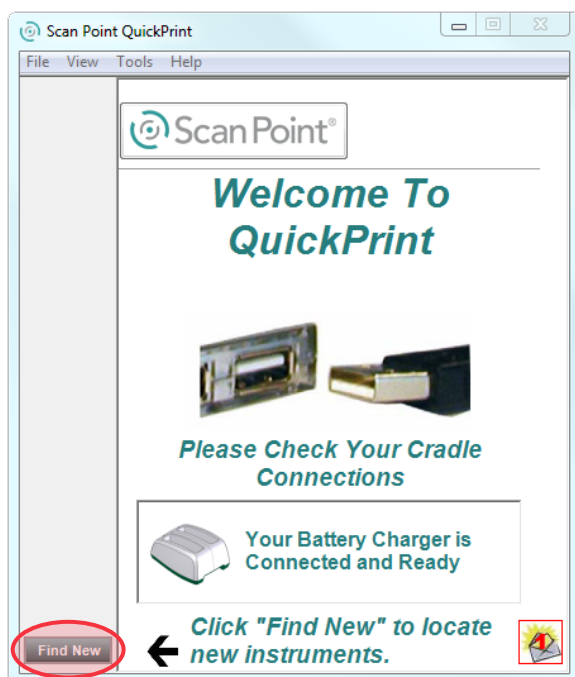 Scan Point QuickPrint
File View Tools Help
Scan Point®
Welcome To
QuickPrint
Please Check Your Cradle
Connections
Your Battery Charger is
Connected and Ready
Click "Find New" to locate
new instruments.
Find New